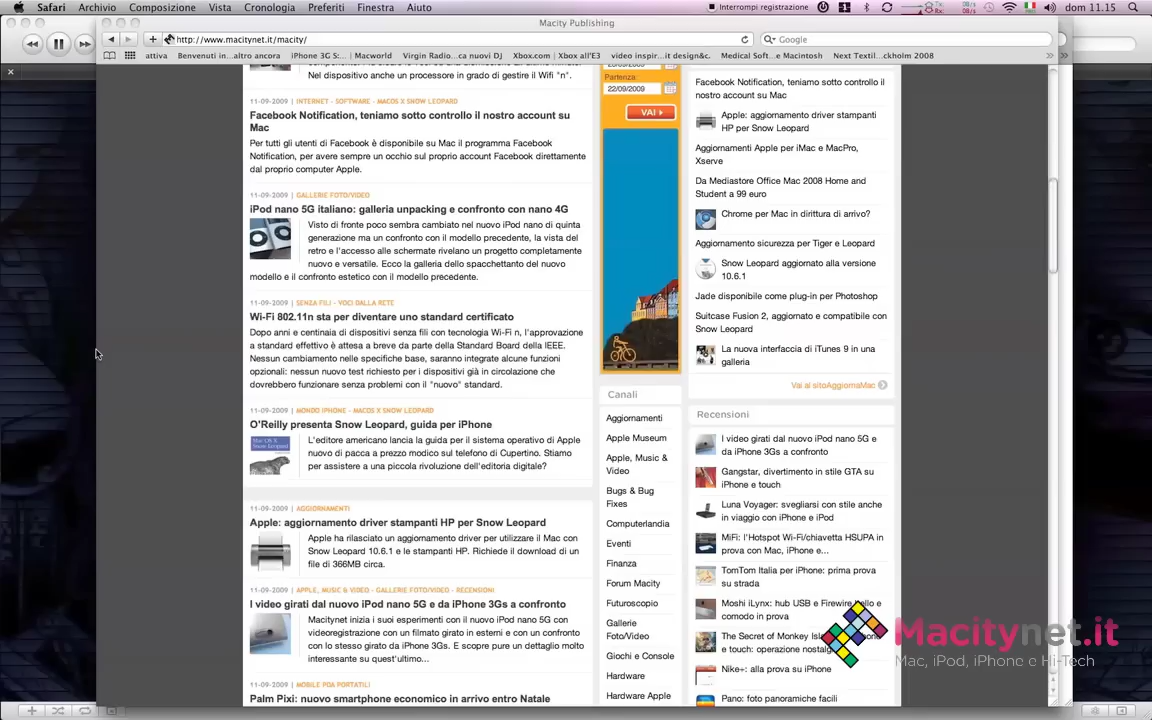 Safari Archivio Composizione Vista Cronologia Preferiti Finestra Aiuto Interrompi registrazione dom 11.15
Macity Publishing
http://www.macitynet.it/macity/
Google
attiva Benvenuti in...altro ancora iPhone 3G S:... Macworld Virgin Radio...ca nuovi DJ Xbox.com | Xbox all'E3 video inspir...it design&c. Medical Soft...e Macintosh Next Textil...ckholm 2008
Nel dispositivo anche un processore in grado di gestire il Wifi "n".
11-09-2009 | INTERNET - SOFTWARE - MACOS X SNOW LEOPARD
Facebook Notification, teniamo sotto controllo il nostro account su
Mac
Per tutti gli utenti di Facebook è disponibile su Mac il programma Facebook
Notification, per avere sempre un occhio sul proprio account Facebook direttamente
dal proprio computer Apple.
11-09-2009 | GALLERIE FOTO/VIDEO
iPod nano 5G italiano: galleria unpacking e confronto con nano 4G
Visto di fronte poco sembra cambiato nel nuovo iPod nano di quinta
generazione ma un confronto con il modello precedente, la vista del
retro e l'accesso alle schermate rivelano un progetto completamente
nuovo e versatile. Ecco la galleria dello spacchettamento del nuovo
modello e il confronto estetico con il modello precedente.
11-09-2009 | SENZA FILI - VOCI DALLA RETE
Wi-Fi 802.11n sta per diventare uno standard certificato
Dopo anni e centinaia di dispositivi senza fili con tecnologia Wi-Fi n, l'approvazione
a standard effettivo è attesa a breve da parte della Standard Board della IEEE.
Nessun cambiamento nelle specifiche base, saranno integrate alcune funzioni
opzionali: nessun nuovo test richiesto per i dispositivi già in circolazione che
dovrebbero funzionare senza problemi con il "nuovo" standard.
11-09-2009 | MONDO IPHONE - MACOS X SNOW LEOPARD
O'Reilly presenta Snow Leopard, guida per iPhone
L'editore americano lancia la guida per il sistema operativo di Apple
nuovo di pacca a prezzo modico sul telefono di Cupertino. Stiamo
per assistere a una piccola rivoluzione dell'editoria digitale?
11-09-2009 | AGGIORNAMENTI
Apple: aggiornamento driver stampanti HP per Snow Leopard
Apple ha rilasciato un aggiornamento driver per utilizzare il Mac con
Snow Leopard 10.6.1 e le stampanti HP. Richiede il download di un
file di 366MB circa.
11-09-2009 | APPLE, MUSIC & VIDEO - GALLERIE FOTO/VIDEO - RECENSIONI
I video girati dal nuovo iPod nano 5G e da iPhone 3Gs a confronto
Macitynet inizia i suoi esperimenti con il nuovo iPod nano 5G con
videoregistrazione con un filmato girato in esterni e con un confronto
con lo stesso girato da iPhone 3Gs. E scopre pure un dettaglio molto
interessante su quest'ultimo...
11-09-2009 | MOBILE PDA PORTATILI
Palm Pixi: nuovo smartphone economico in arrivo entro Natale
Partenza:
22/09/2009
VAI
Canali
Aggiornamenti
Apple Museum
Apple, Music &
Video
Bugs & Bug
Fixes
Computerlandia
Eventi
Finanza
Forum Macity
Futuroscopio
Gallerie
Foto/Video
Giochi e Console
Hardware
Hardware Apple
Facebook Notification, teniamo sotto controllo il
nostro account su Mac
Apple: aggiornamento driver stampanti
HP per Snow Leopard
Aggiornamenti Apple per iMac e MacPro,
Xserve
Da Mediastore Office Mac 2008 Home and
Student a 99 euro
Chrome per Mac in dirittura di arrivo?
Aggiornamento sicurezza per Tiger e Leopard
Snow Leopard aggiornato alla versione
10.6.1
Jade disponibile come plug-in per Photoshop
Suitcase Fusion 2, aggiornato e compatibile con
Snow Leopard
La nuova interfaccia di iTunes 9 in una
galleria
Vai al sitoAggiornaMac
Recensioni
I video girati dal nuovo iPod nano 5G e
da iPhone 3Gs a confronto
Gangstar, divertimento in stile GTA su
iPhone e touch
Luna Voyager: svegliarsi con stile anche
in viaggio con iPhone e iPod
MiFi: l'Hotspot Wi-Fi/chiavetta HSUPA in
prova con Mac, iPhone e...
TomTom Italia per iPhone: prima prova
su strada
Moshi iLynx: hub USB e Firewire bello e
comodo in prova
The Secret of Monkey
e touch: operazione
Nike+: alla prova su iPhone
Pano: foto panoramiche facili
Macitynet.it
Mac, iPod, iPhone e Hi-Tech